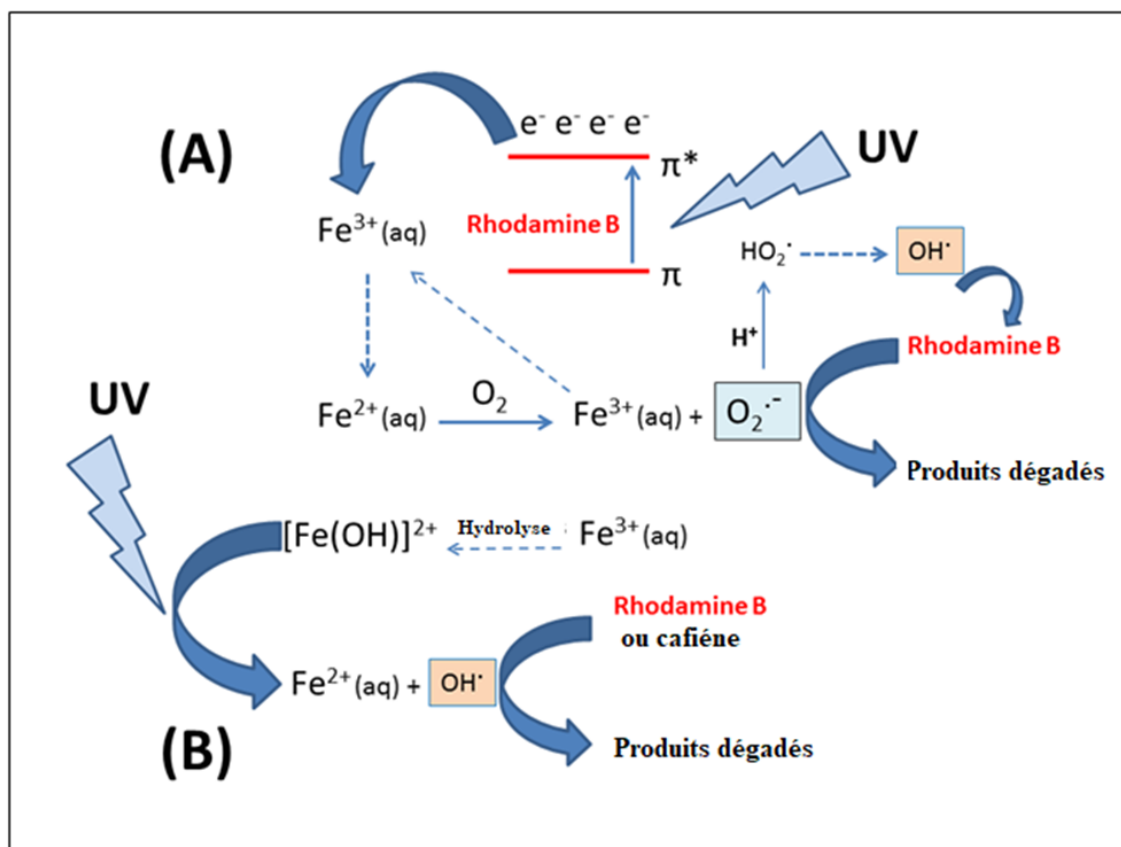 (A)
e⁻ e⁻ e⁻ e⁻
π*
UV
Fe³⁺(aq)
Rhodamine B
π
HO₂˙
OH˙
H⁺
Rhodamine B
UV
Fe²⁺(aq)
O₂
Fe³⁺(aq) +
O₂˙⁻
Produits dégadés
[Fe(OH)]²⁺
Hydrolyse
Fe³⁺(aq)
Rhodamine B
ou cafiéne
Fe²⁺(aq) +
OH˙
(B)
Produits dégadés